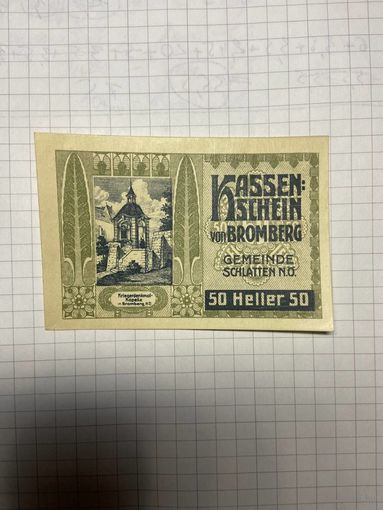 KASSEN=
SCHEIN
VON BROMBERG
GEMEINDE
SCHLATTEN N.Ö.
50 Heller 50
Kriegerdenkmal-
Kapelle
in Bromberg N.Ö.